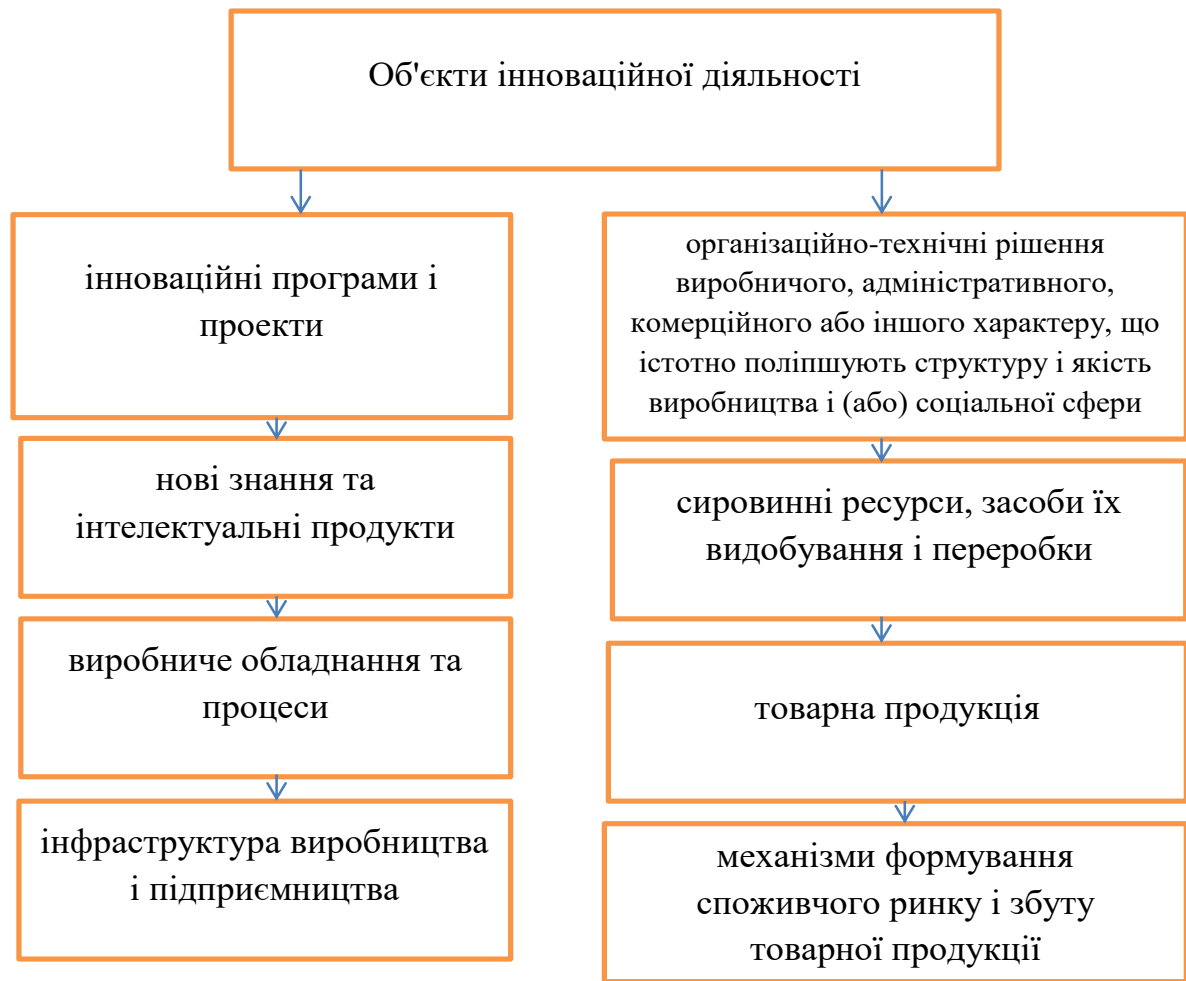 Об'єкти інноваційної діяльності
інноваційні програми і
проекти
нові знання та
інтелектуальні продукти
виробниче обладнання та
процеси
інфраструктура виробництва
і підприємництва
організаційно-технічні рішення
виробничого, адміністративного,
комерційного або іншого характеру, що
істотно поліпшують структуру і якість
виробництва і (або) соціальної сфери
сировинні ресурси, засоби їх
видобування і переробки
товарна продукція
механізми формування
споживчого ринку і збуту
товарної продукції